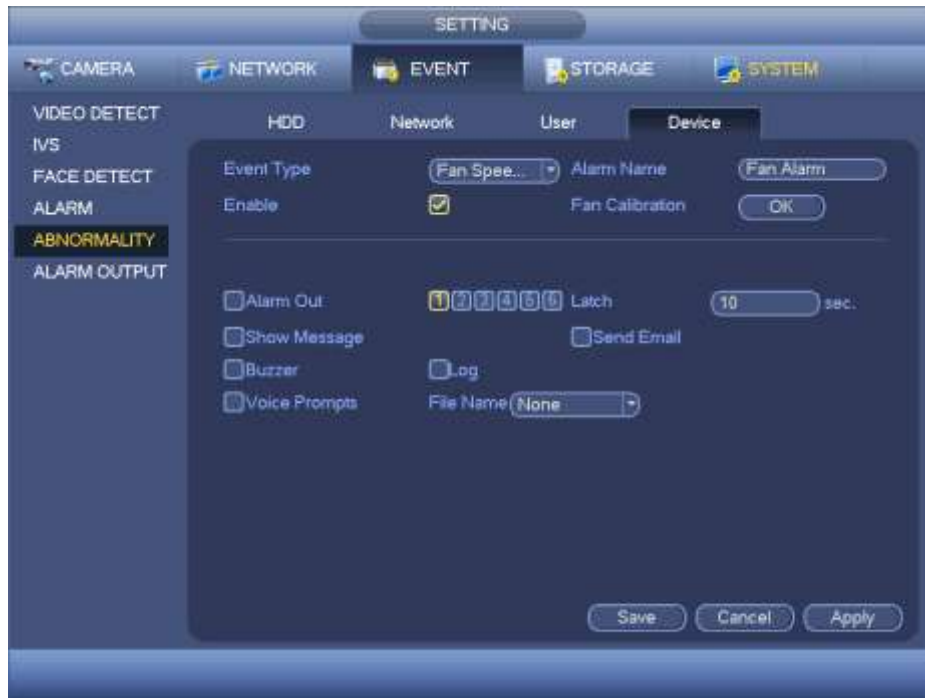 SETTING
CAMERA NETWORK EVENT STORAGE SYSTEM
VIDEO DETECT
IVS
FACE DETECT
ALARM
ABNORMALITY
ALARM OUTPUT
HDD Network User Device
Event Type Fan Spee... Alarm Name Fan Alarm
Enable Fan Calibration OK
Alarm Out 1 2 3 4 5 6 Latch 10 sec.
Show Message Send Email
Buzzer Log
Voice Prompts File Name None
Save Cancel Apply